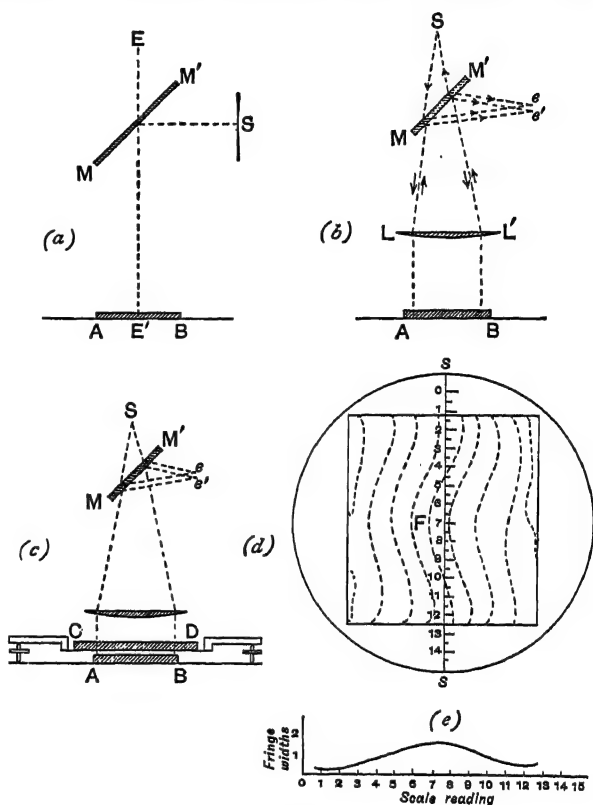 E
M'
S
M
(a)
A E' B
S
M'
e
e'
M
(b)
L L'
A B
S
M'
e
e'
M
(c)
C D
A B
(d)
S
0
1
2
3
4
5
6
F 7
8
9
10
11
12
13
14
S
(e)
Fringe widths
2
1
0 1 2 3 4 5 6 7 8 9 10 11 12 13 14 15
Scale reading